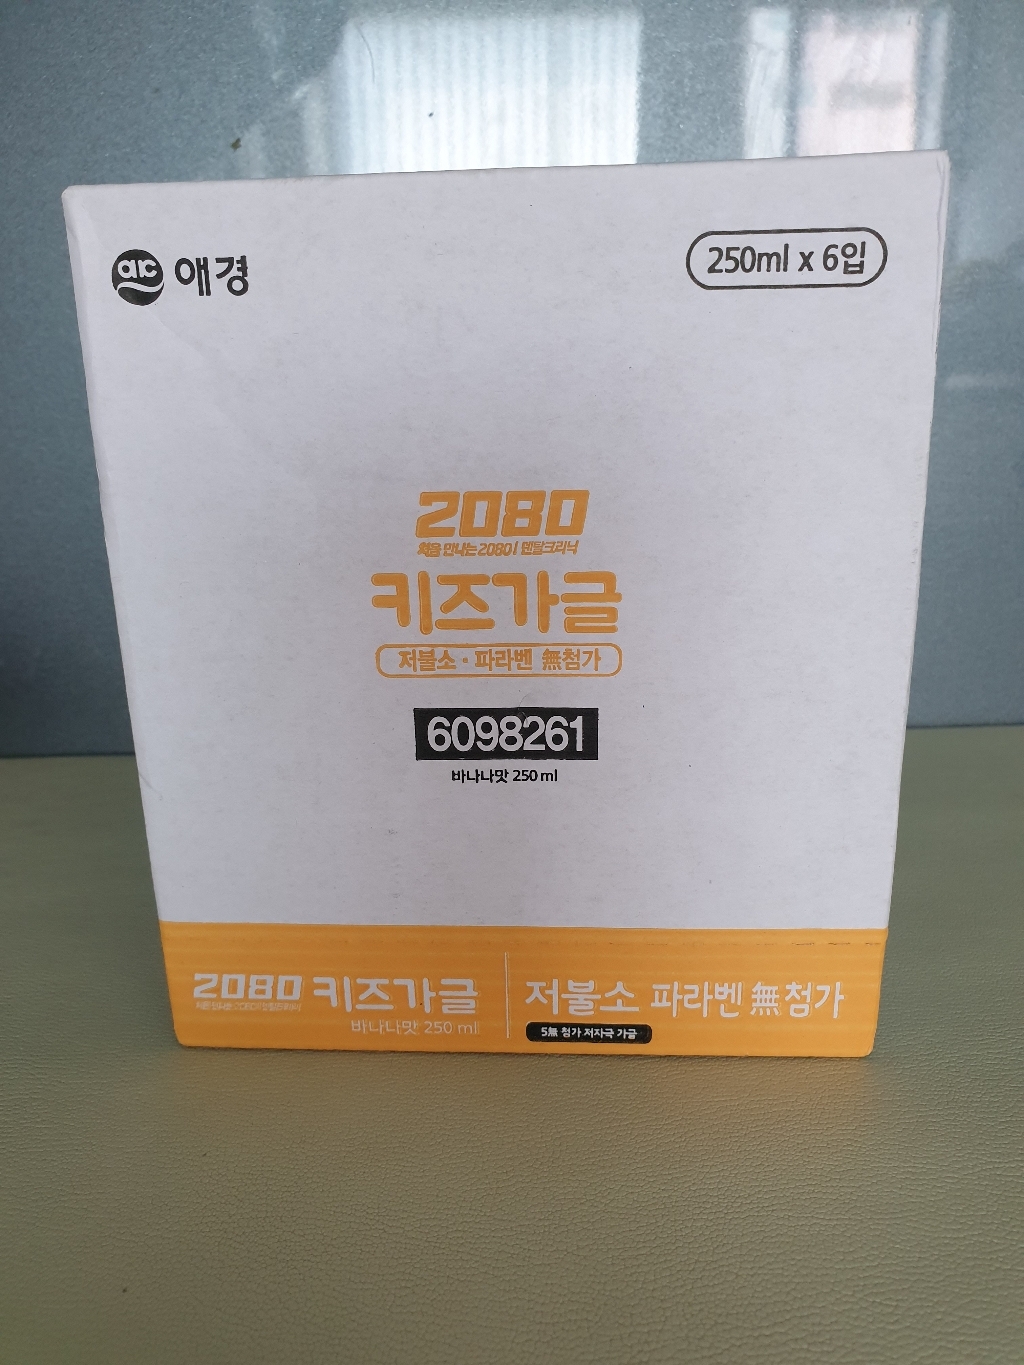 aic 애경
250ml x 6입
2080
처음 만나는 2080! 덴탈크리닉
키즈가글
저불소·파라벤 無첨가
6098261
바나나맛 250 ml
2080 키즈가글
바나나맛 250 ml
저불소 파라벤 無첨가
5無 첨가 저자극 가글